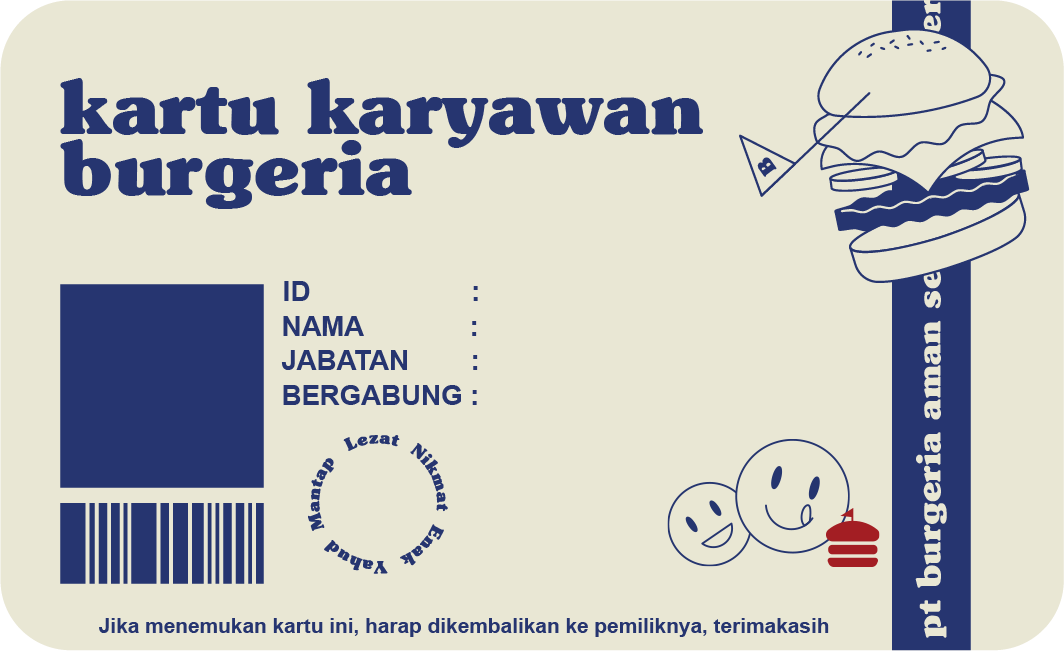 kartu karyawan
burgeria
B
ID :
NAMA :
JABATAN :
BERGABUNG :
Lezat Nikmat Enak Yahud Mantap
pt burgeria aman se
er
Jika menemukan kartu ini, harap dikembalikan ke pemiliknya, terimakasih